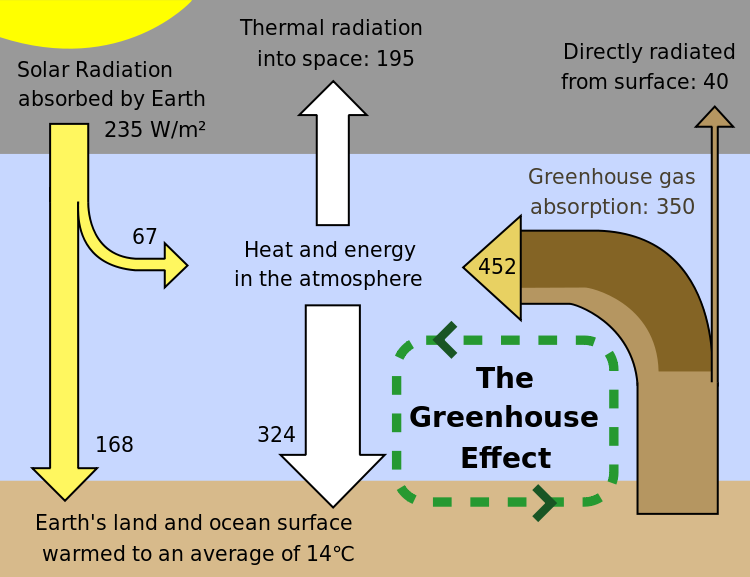 Thermal radiation
into space: 195
Directly radiated
from surface: 40
Solar Radiation
absorbed by Earth
235 W/m²
Greenhouse gas
absorption: 350
67
Heat and energy
in the atmosphere
452
The
Greenhouse
Effect
324
168
Earth's land and ocean surface
warmed to an average of 14℃